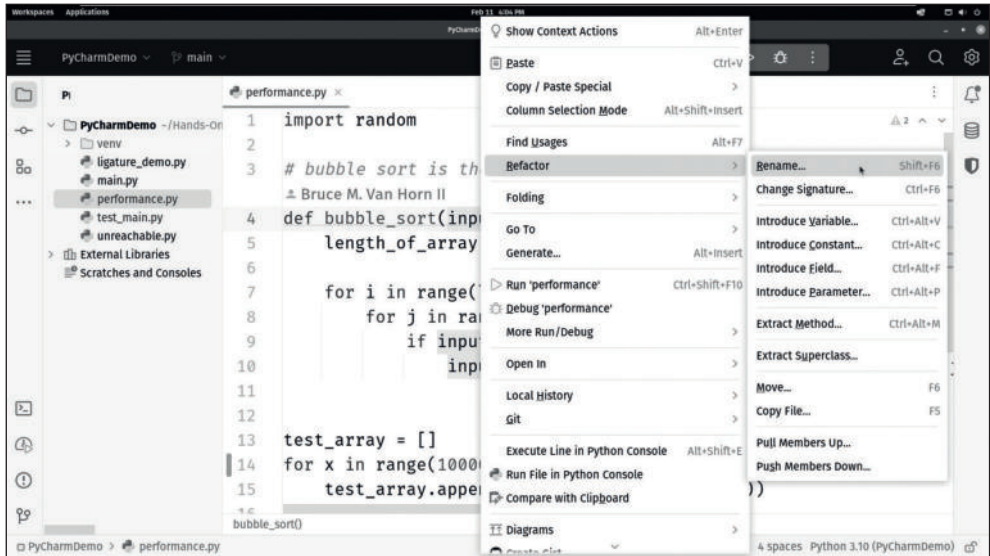 Workspaces Applications
Feb 11 4:04 PM
PyCharmDemo main
performance.py
PyCharmDemo ~/Hands-On
venv
ligature_demo.py
main.py
performance.py
test_main.py
unreachable.py
External Libraries
Scratches and Consoles
1 import random
2
3 # bubble sort is th
Bruce M. Van Horn II
4 def bubble_sort(inpu
5 length_of_array
6
7 for i in range(
8 for j in ra
9 if inpu
10 inp
11
12
13 test_array = []
14 for x in range(1000
15 test_array.appe ))
16
bubble_sort()
2
Show Context Actions Alt+Enter
Paste Ctrl+V
Copy / Paste Special
Column Selection Mode Alt+Shift+Insert
Find Usages Alt+F7
Refactor
Folding
Go To
Generate... Alt+Insert
Run 'performance' Ctrl+Shift+F10
Debug 'performance'
More Run/Debug
Open In
Local History
Git
Execute Line in Python Console Alt+Shift+E
Run File in Python Console
Compare with Clipboard
Diagrams
Rename... Shift+F6
Change Signature... Ctrl+F6
Introduce Variable... Ctrl+Alt+V
Introduce Constant... Ctrl+Alt+C
Introduce Field... Ctrl+Alt+F
Introduce Parameter... Ctrl+Alt+P
Extract Method... Ctrl+Alt+M
Extract Superclass...
Move... F6
Copy File... F5
Pull Members Up...
Push Members Down...
PyCharmDemo > performance.py
4 spaces Python 3.10 (PyCharmDemo)